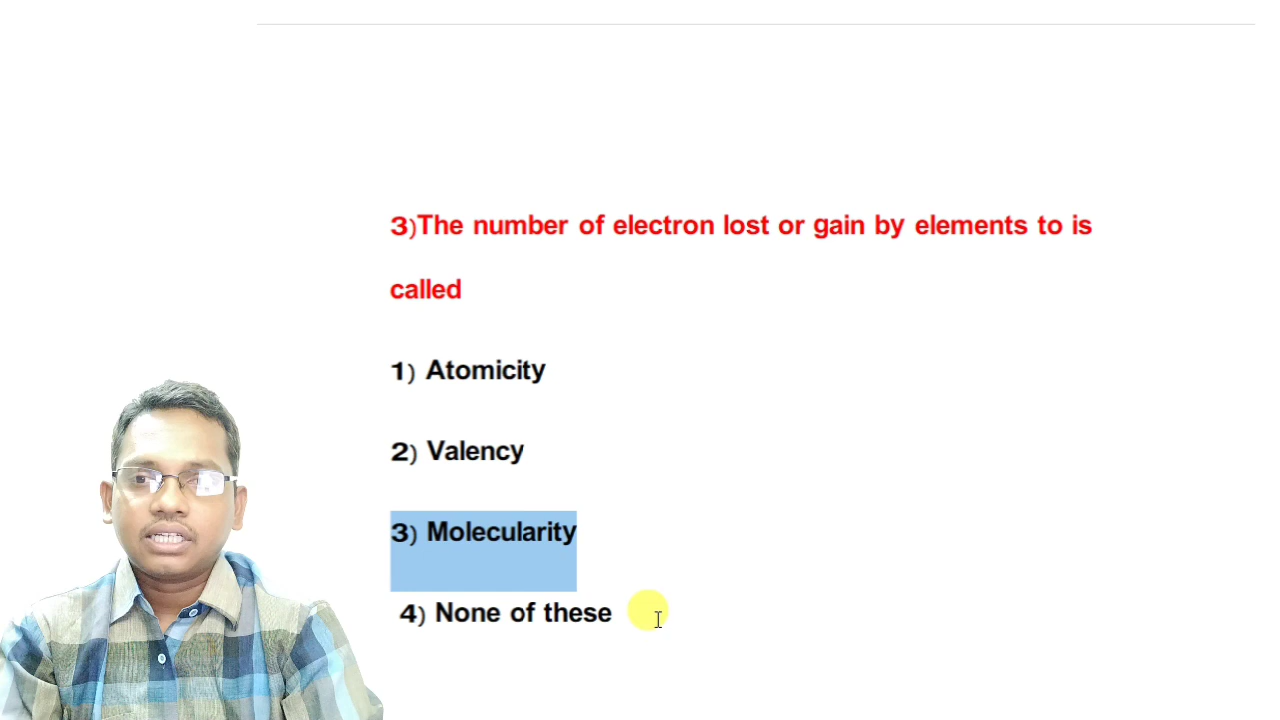 3)The number of electron lost or gain by elements to is
called
1) Atomicity
2) Valency
3) Molecularity
4) None of these